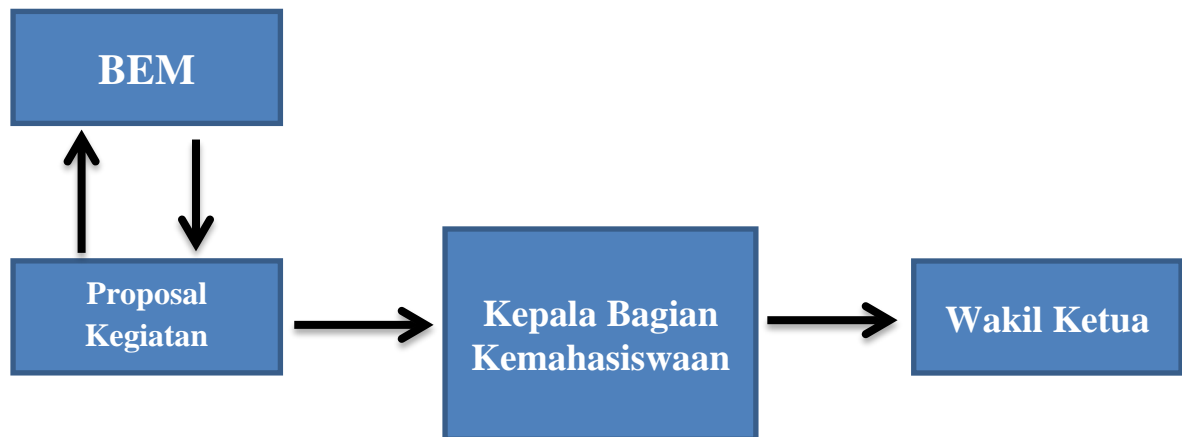 BEM
Proposal
Kegiatan
Kepala Bagian
Kemahasiswaan
Wakil Ketua